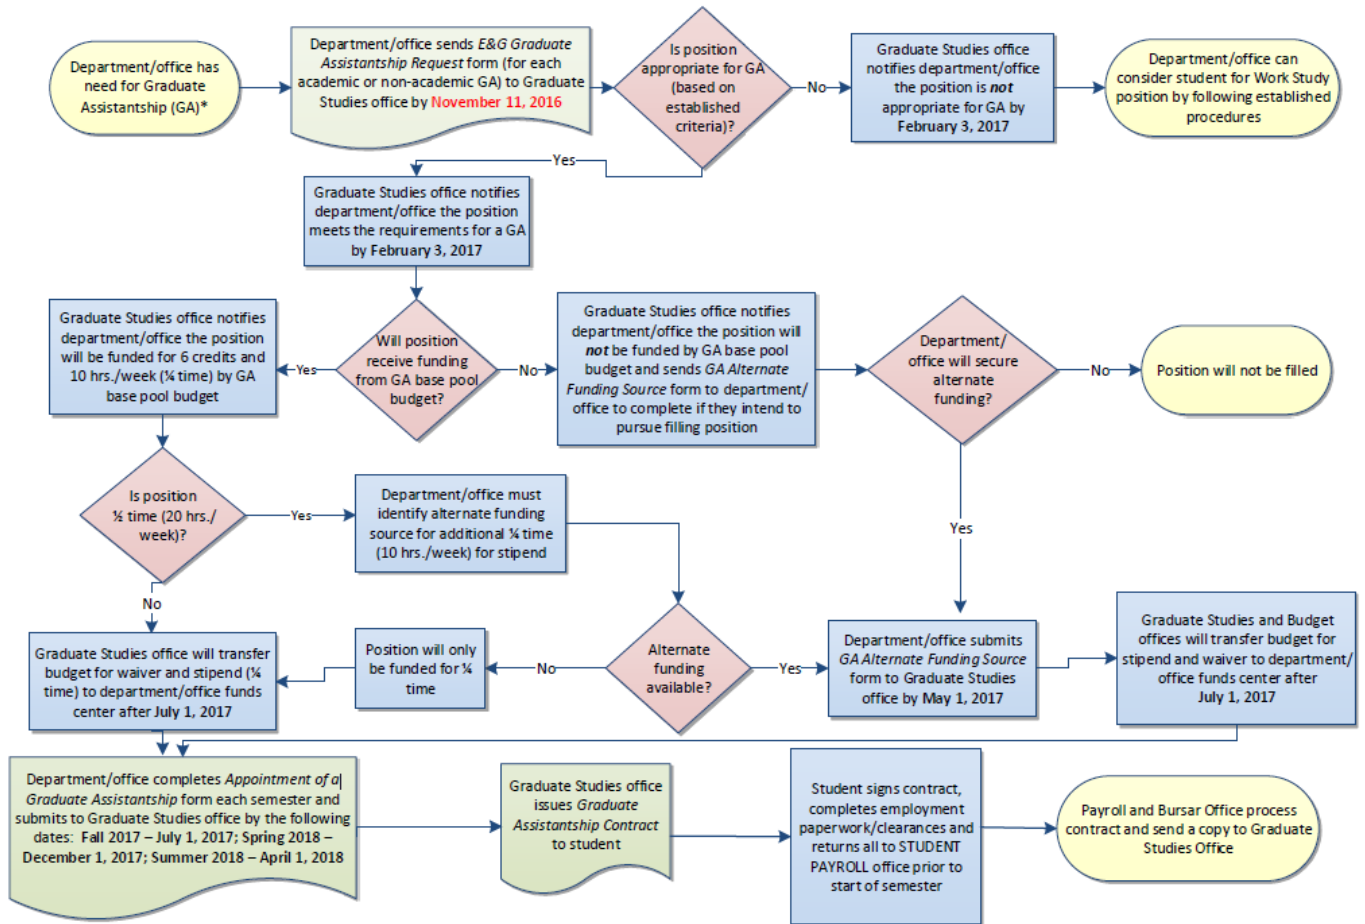 Department/office has
need for Graduate
Assistantship (GA)*
Department/office sends E&G Graduate
Assistantship Request form (for each
academic or non-academic GA) to Graduate
Studies office by November 11, 2016
Is position
appropriate for GA
(based on
established
criteria)?
No
Graduate Studies office
notifies department/office
the position is not
appropriate for GA by
February 3, 2017
Department/office can
consider student for Work Study
position by following established
procedures
Yes
Graduate Studies office notifies
department/office the position
meets the requirements for a GA
by February 3, 2017
Graduate Studies office notifies
department/office the position
will be funded for 6 credits and
10 hrs./week (¼ time) by GA
base pool budget
Yes
Will position
receive funding
from GA base pool
budget?
No
Graduate Studies office notifies
department/office the position will
not be funded by GA base pool
budget and sends GA Alternate
Funding Source form to department/
office to complete if they intend to
pursue filling position
Department/
office will secure
alternate
funding?
No
Position will not be filled
Is position
½ time (20 hrs./
week)?
Yes
Department/office must
identify alternate funding
source for additional ¼ time
(10 hrs./week) for stipend
Yes
No
Graduate Studies office will transfer
budget for waiver and stipend (¼
time) to department/office funds
center after July 1, 2017
Position will only
be funded for ¼
time
No
Alternate
funding
available?
Yes
Department/office submits
GA Alternate Funding Source
form to Graduate Studies
office by May 1, 2017
Graduate Studies and Budget
offices will transfer budget for
stipend and waiver to department/
office funds center after
July 1, 2017
Department/office completes Appointment of a|
Graduate Assistantship form each semester and
submits to Graduate Studies office by the following
dates: Fall 2017 – July 1, 2017; Spring 2018 –
December 1, 2017; Summer 2018 – April 1, 2018
Graduate Studies office
issues Graduate
Assistantship Contract
to student
Student signs contract,
completes employment
paperwork/clearances and
returns all to STUDENT
PAYROLL office prior to
start of semester
Payroll and Bursar Office process
contract and send a copy to Graduate
Studies Office